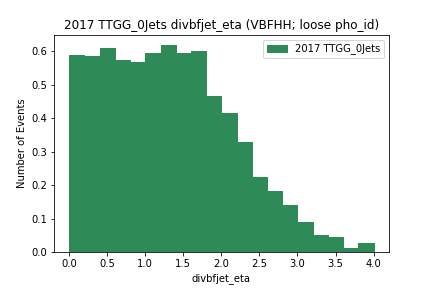 2017 TTGG_0Jets divbfjet_eta (VBFHH; loose pho_id)
2017 TTGG_0Jets
Number of Events
0.6
0.5
0.4
0.3
0.2
0.1
0.0
0.0 0.5 1.0 1.5 2.0 2.5 3.0 3.5 4.0
divbfjet_eta